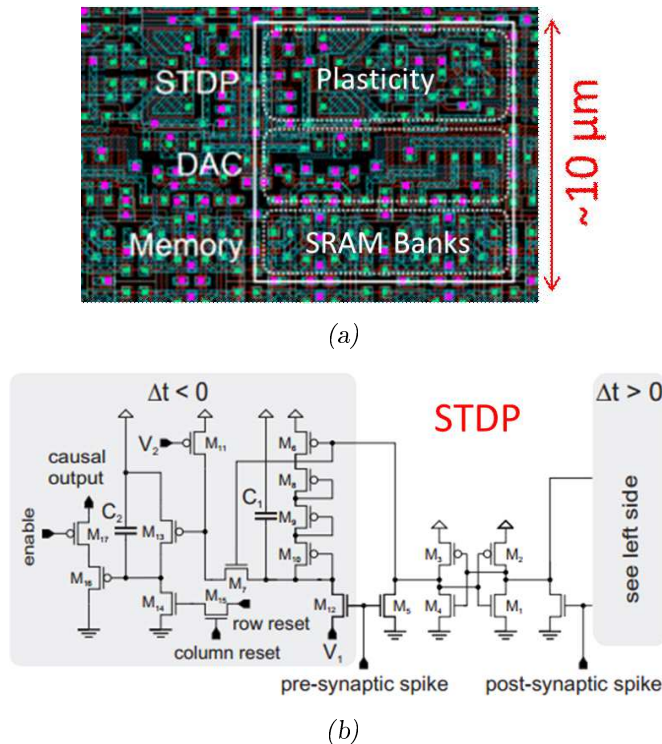 STDP
Plasticity
DAC
Memory
SRAM Banks
~10 μm
(a)
Δt < 0
STDP
Δt > 0
V2
M11
M6
causal
output
C2
C1
M8
M9
M10
M17
M13
enable
M16
M7
M14
M15
row reset
column reset
M12
V1
M5
M3
M4
M2
M1
see left side
pre-synaptic spike
post-synaptic spike
(b)